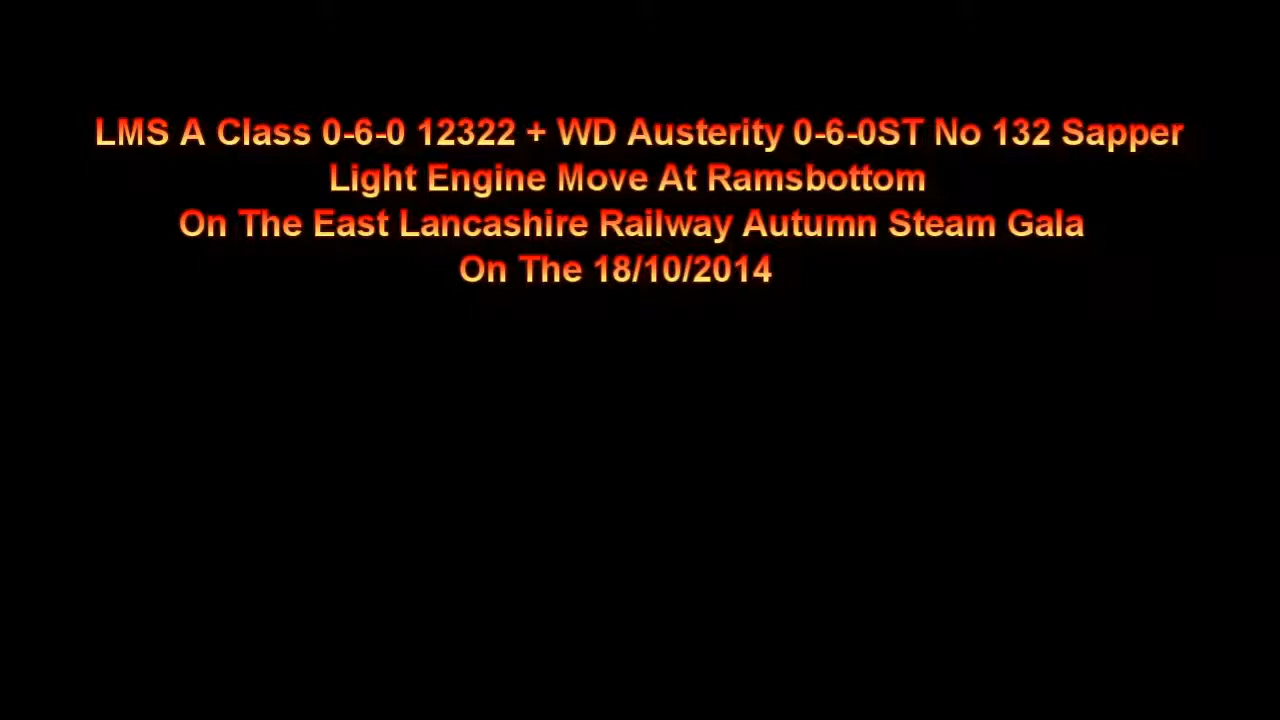 LMS A Class 0-6-0 12322 + WD Austerity 0-6-0ST No 132 Sapper
Light Engine Move At Ramsbottom
On The East Lancashire Railway Autumn Steam Gala
On The 18/10/2014